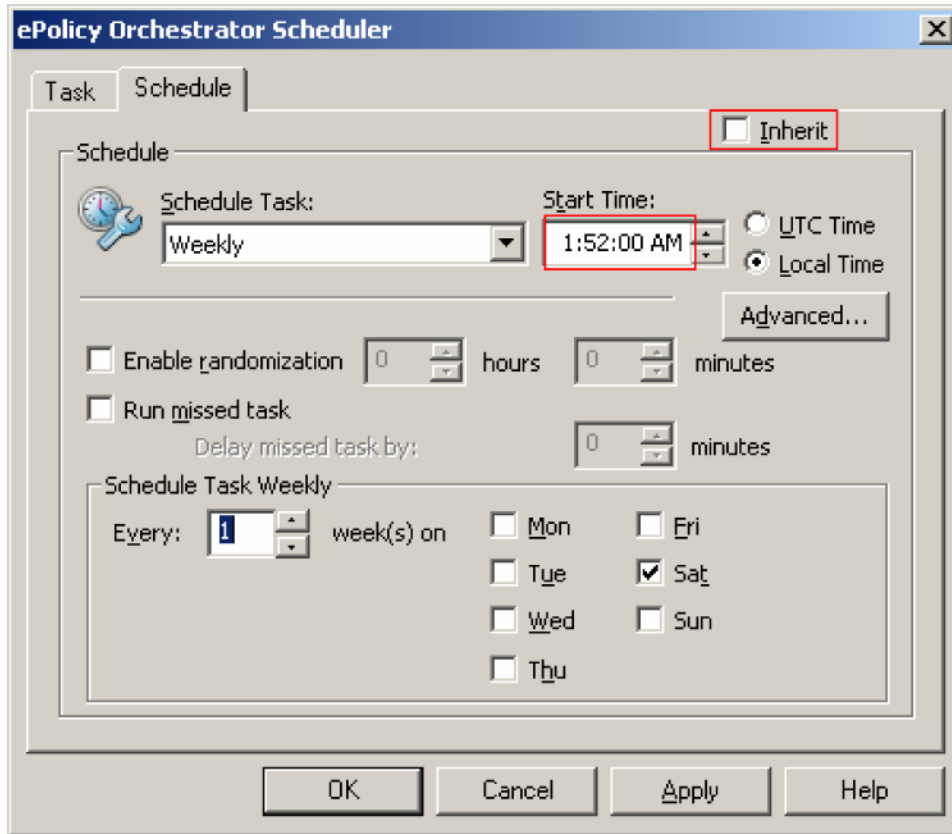 ePolicy Orchestrator Scheduler
Task
Schedule
Inherit
Schedule
Schedule Task:
Start Time:
Weekly
1:52:00 AM
UTC Time
Local Time
Advanced...
Enable randomization 0 hours 0 minutes
Run missed task
Delay missed task by: 0 minutes
Schedule Task Weekly
Every: 1 week(s) on
Mon
Fri
Tue
Sat
Wed
Sun
Thu
OK
Cancel
Apply
Help